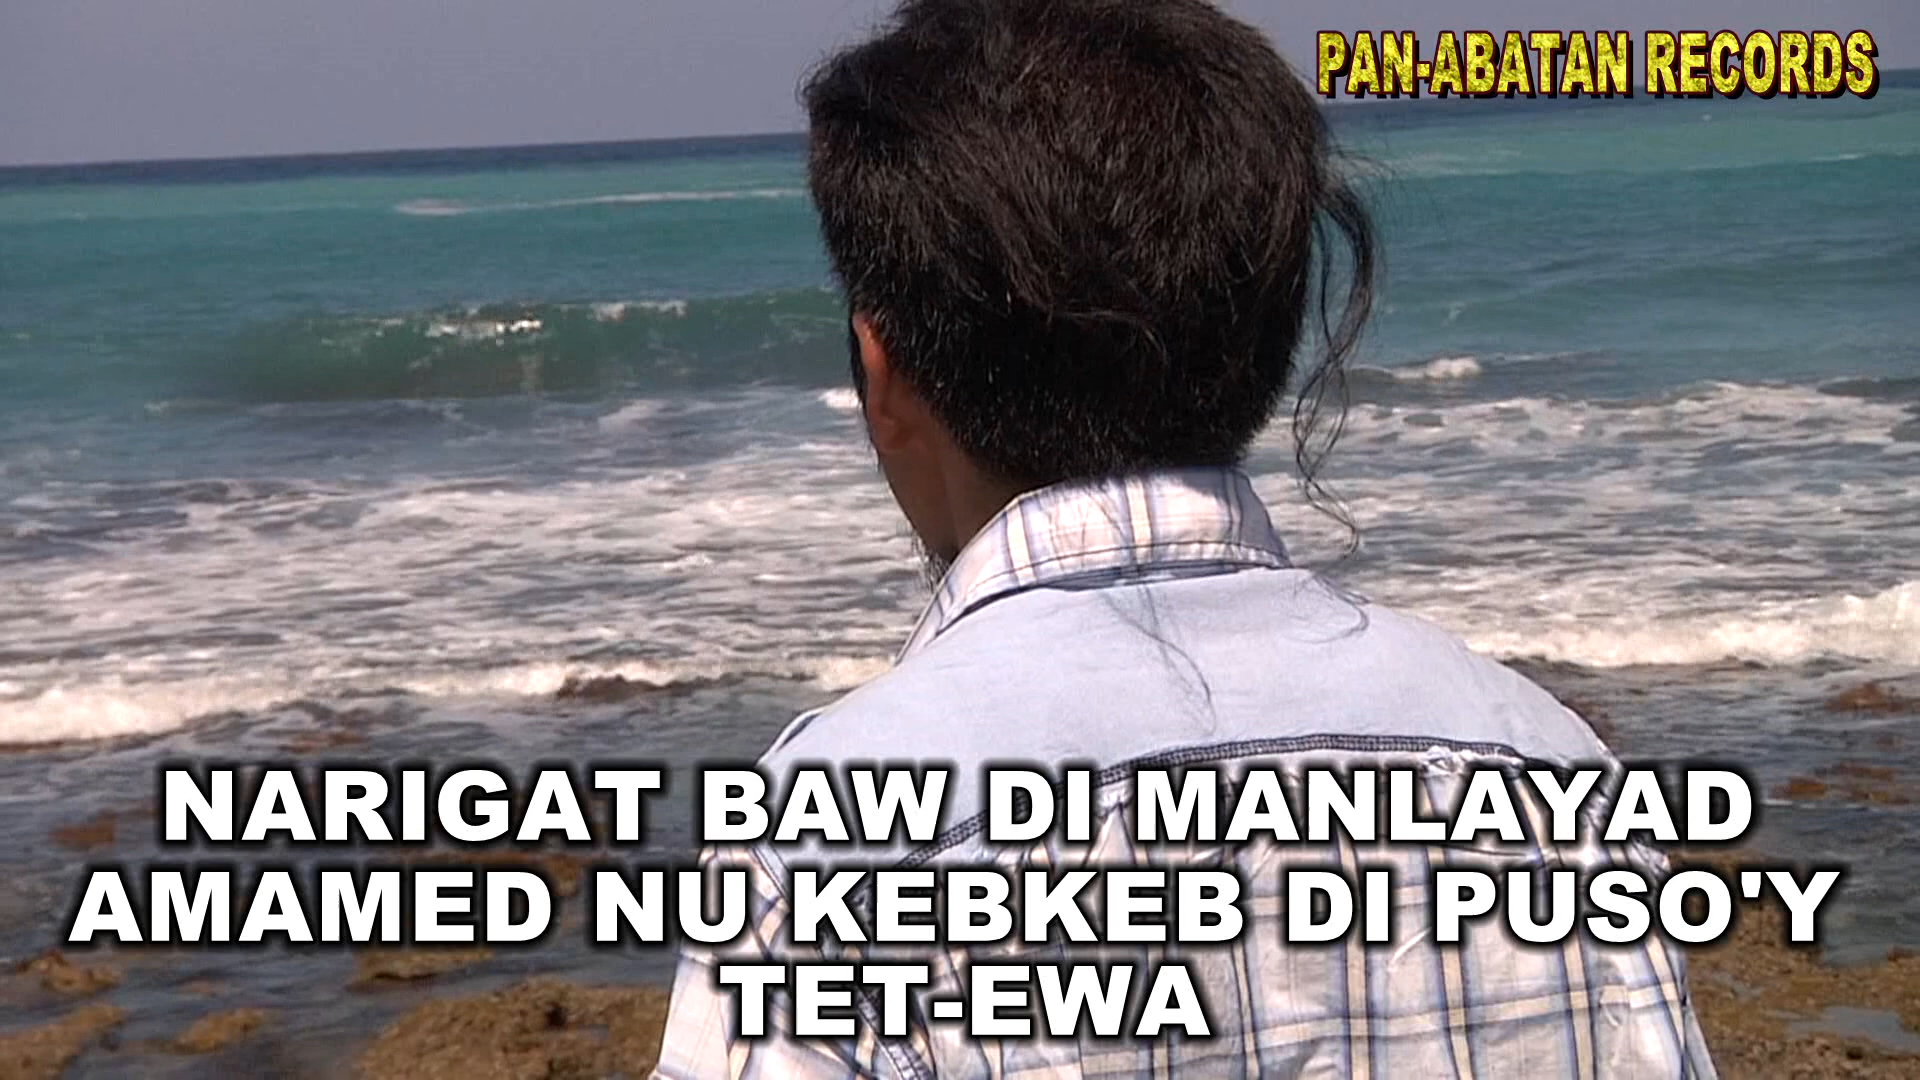 PAN-ABATAN RECORDS
NARIGAT BAW DI MANLAYAD
AMAMED NU KEBKEB DI PUSO'Y
TET-EWA